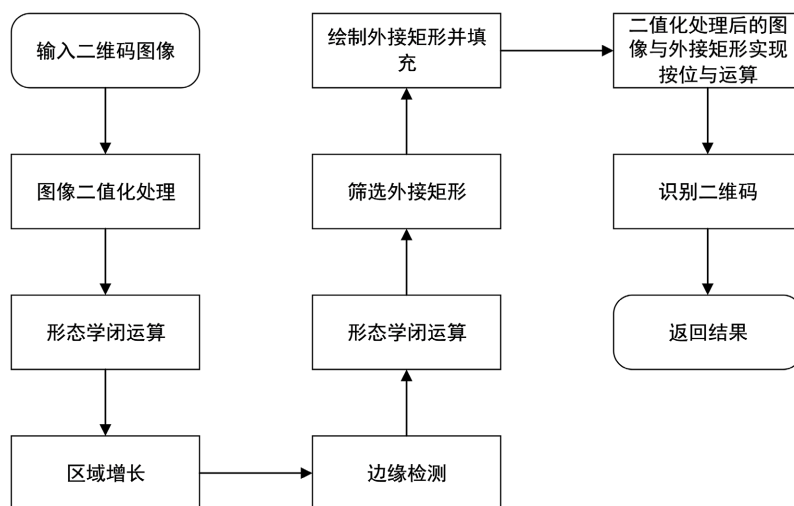 输入二维码图像
图像二值化处理
形态学闭运算
区域增长
边缘检测
形态学闭运算
筛选外接矩形
绘制外接矩形并填
充
二值化处理后的图
像与外接矩形实现
按位与运算
识别二维码
返回结果